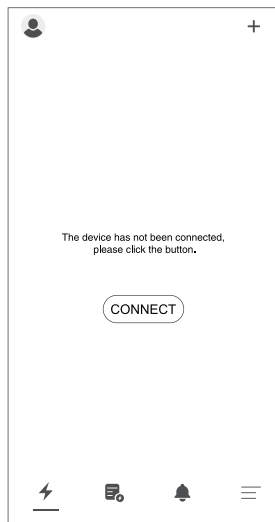 The device has not been connected,
please click the button.
CONNECT